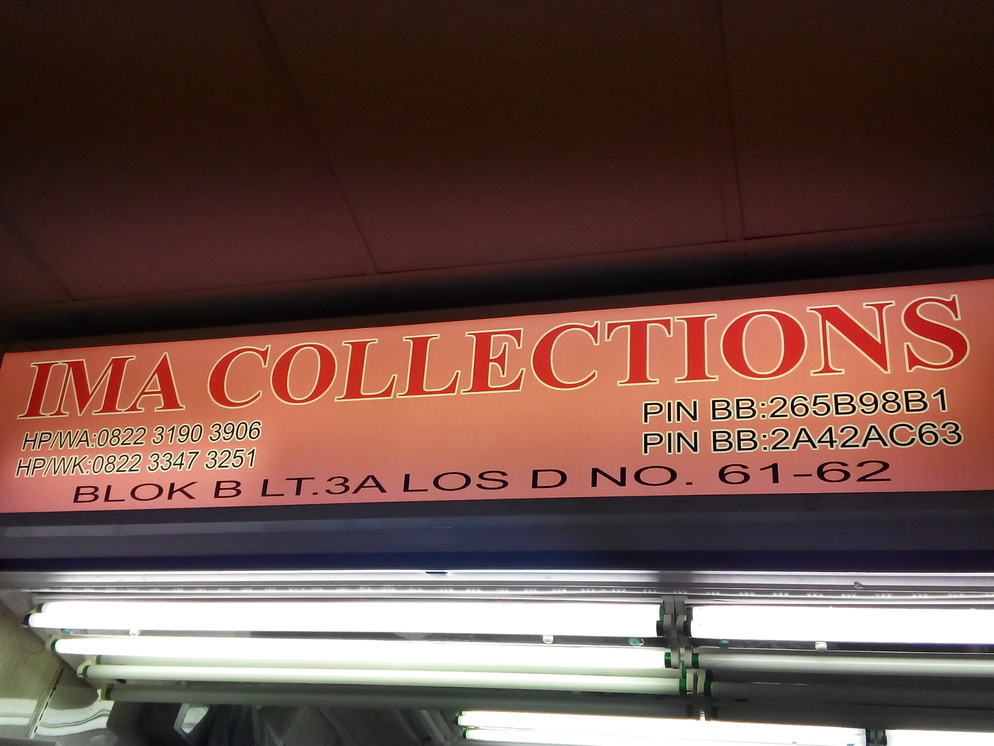 IMA COLLECTIONS
HP/WA:0822 3190 3906
HP/WK:0822 3347 3251
PIN BB:265B98B1
PIN BB:2A42AC63
BLOK B LT.3A LOS D NO. 61-62